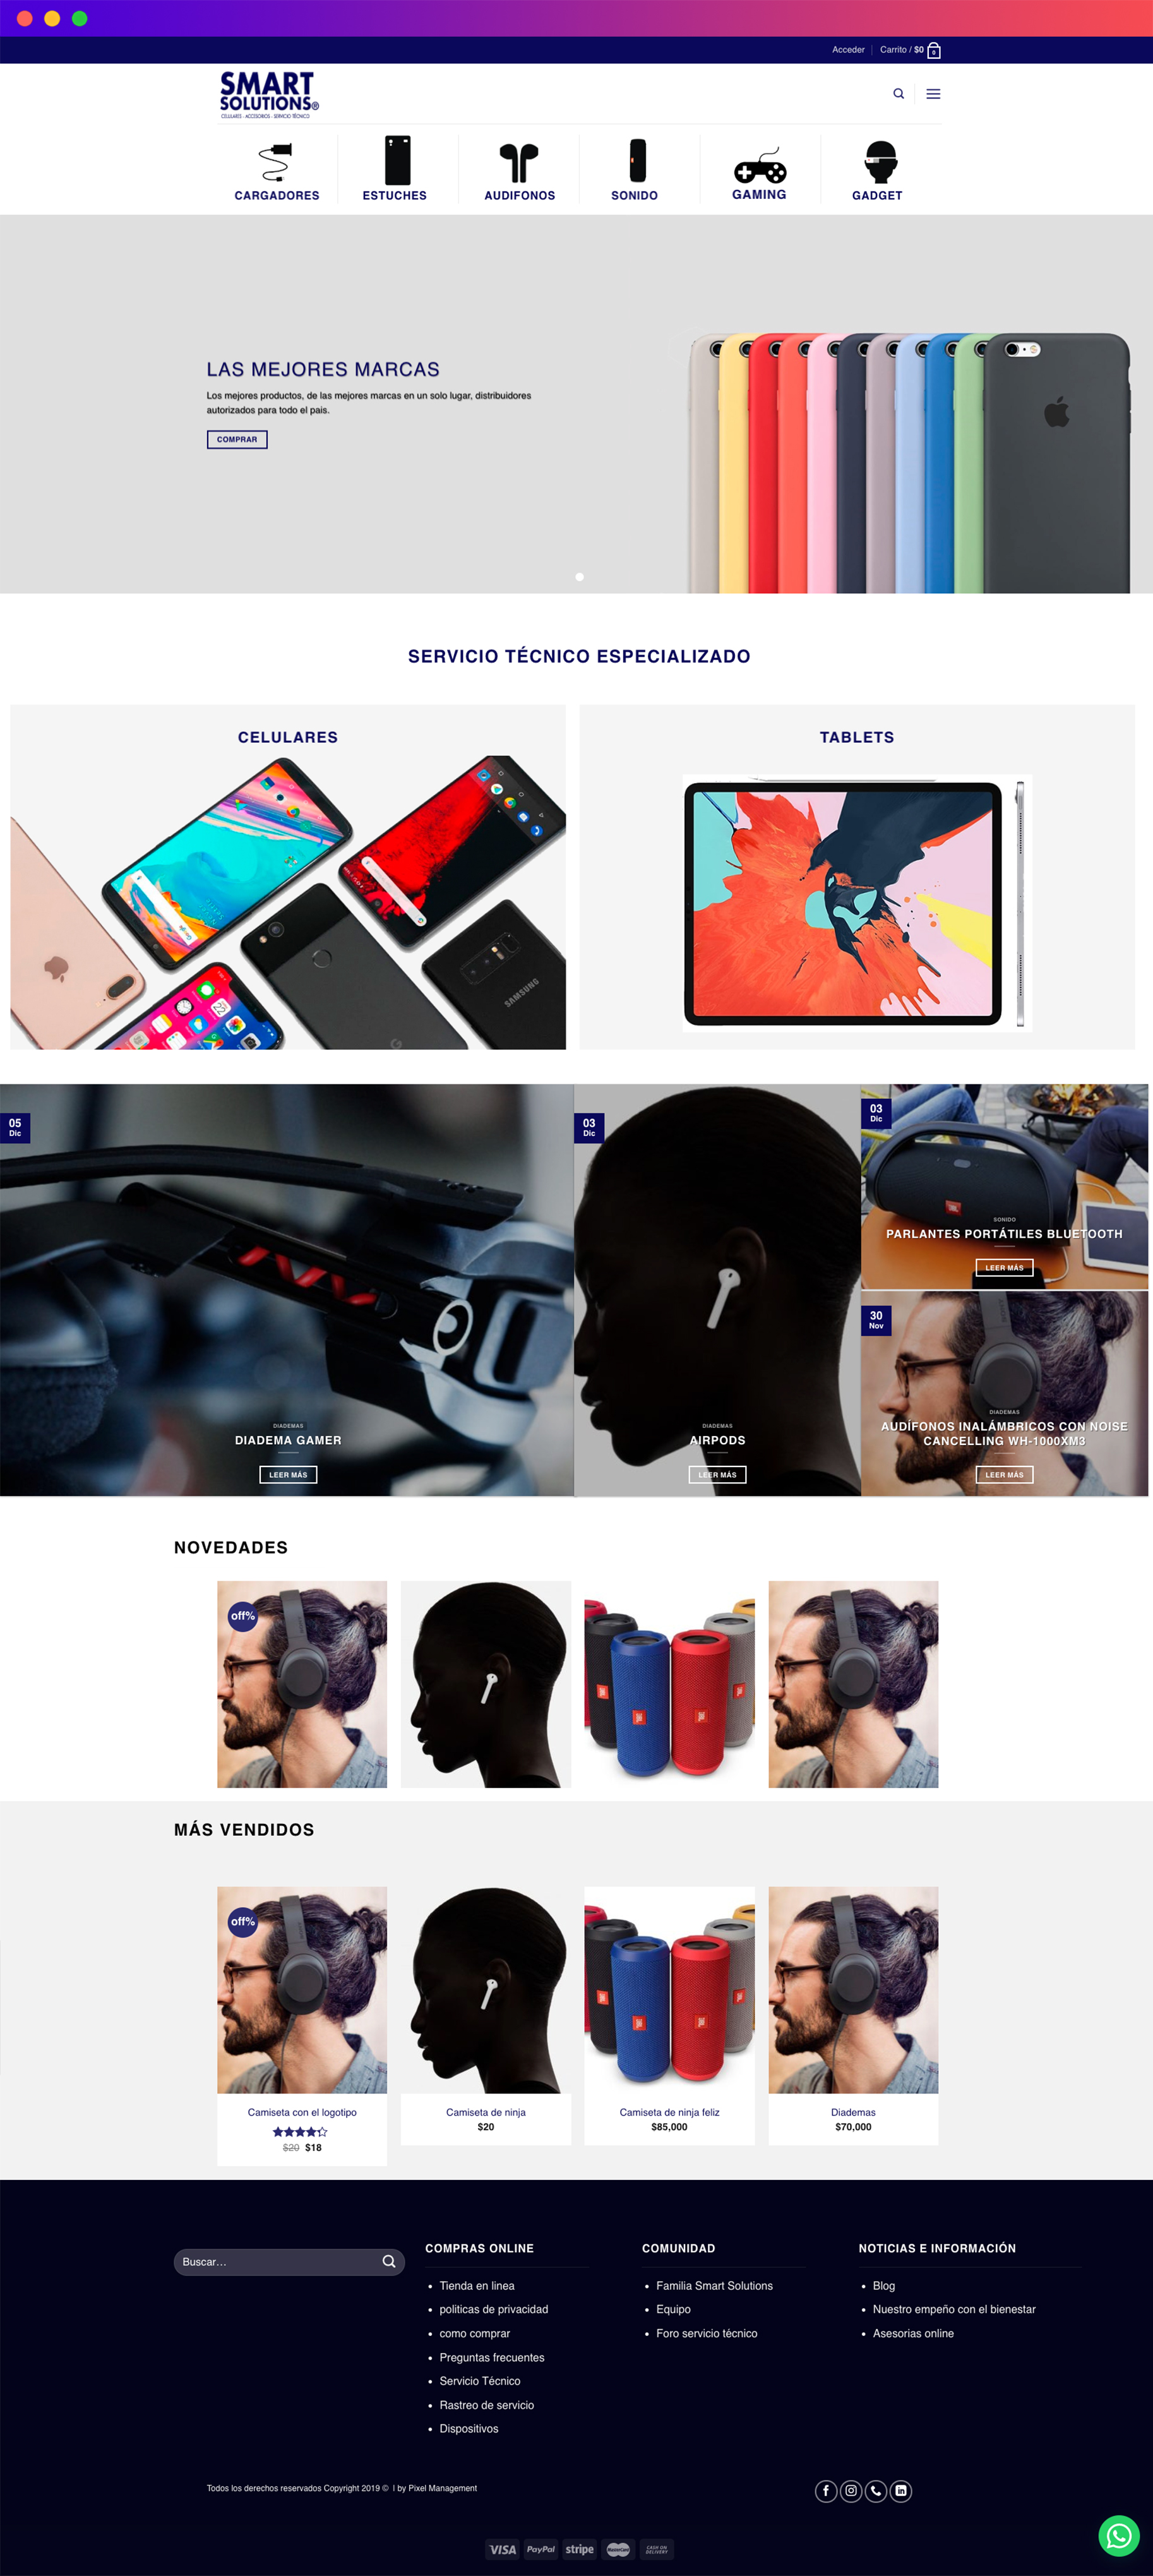 Acceder
Carrito / $0
0
SMART
SOLUTIONS®
CELULARES - ACCESORIOS - SERVICIO TÉCNICO
CARGADORES
ESTUCHES
AUDIFONOS
SONIDO
GAMING
GADGET
LAS MEJORES MARCAS
Los mejores productos, de las mejores marcas en un solo lugar, distribuidores
autorizados para todo el pais.
COMPRAR
SERVICIO TÉCNICO ESPECIALIZADO
CELULARES
SAMSUNG
TABLETS
05
Dic
DIADEMAS
DIADEMA GAMER
LEER MÁS
03
Dic
DIADEMAS
AIRPODS
LEER MÁS
03
Dic
SONIDO
PARLANTES PORTÁTILES BLUETOOTH
LEER MÁS
30
Nov
DIADEMAS
AUDÍFONOS INALÁMBRICOS CON NOISE
CANCELLING WH-1000XM3
LEER MÁS
NOVEDADES
off%
MÁS VENDIDOS
off%
Camiseta con el logotipo
$20 $18
Camiseta de ninja
$20
Camiseta de ninja feliz
$85,000
Diademas
$70,000
Buscar…
COMPRAS ONLINE
Tienda en linea
politicas de privacidad
como comprar
Preguntas frecuentes
Servicio Técnico
Rastreo de servicio
Dispositivos
COMUNIDAD
Familia Smart Solutions
Equipo
Foro servicio técnico
NOTICIAS E INFORMACIÓN
Blog
Nuestro empeño con el bienestar
Asesorias online
Todos los derechos reservados Copyright 2019 © | by Pixel Management
VISA
PayPal
stripe
MasterCard
CASH ON
DELIVERY